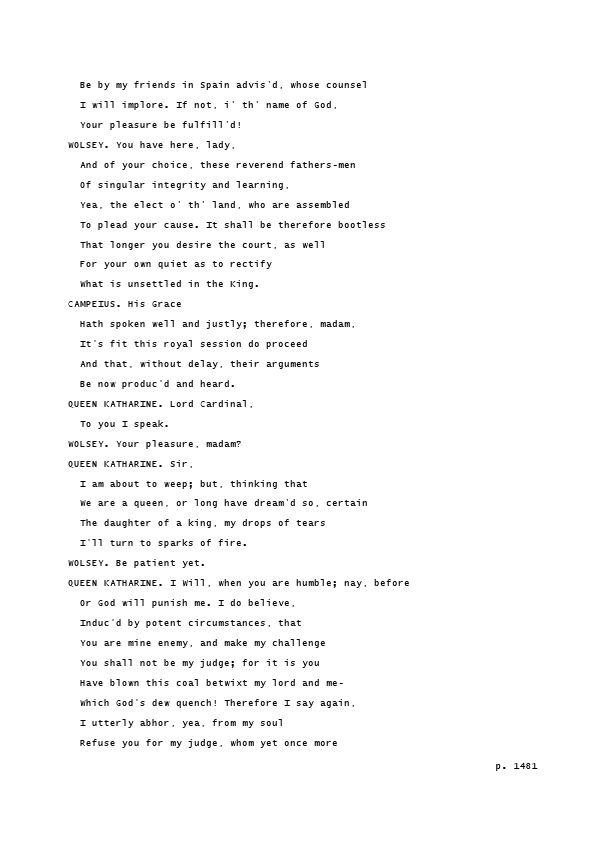 Be by my friends in Spain advis'd, whose counsel
I will implore. If not, i' th' name of God,
Your pleasure be fulfill'd!
WOLSEY. You have here, lady,
And of your choice, these reverend fathers-men
Of singular integrity and learning,
Yea, the elect o' th' land, who are assembled
To plead your cause. It shall be therefore bootless
That longer you desire the court, as well
For your own quiet as to rectify
What is unsettled in the King.
CAMPEIUS. His Grace
Hath spoken well and justly; therefore, madam,
It's fit this royal session do proceed
And that, without delay, their arguments
Be now produc'd and heard.
QUEEN KATHARINE. Lord Cardinal,
To you I speak.
WOLSEY. Your pleasure, madam?
QUEEN KATHARINE. Sir,
I am about to weep; but, thinking that
We are a queen, or long have dream'd so, certain
The daughter of a king, my drops of tears
I'll turn to sparks of fire.
WOLSEY. Be patient yet.
QUEEN KATHARINE. I Will, when you are humble; nay, before
Or God will punish me. I do believe,
Induc'd by potent circumstances, that
You are mine enemy, and make my challenge
You shall not be my judge; for it is you
Have blown this coal betwixt my lord and me-
Which God's dew quench! Therefore I say again,
I utterly abhor, yea, from my soul
Refuse you for my judge, whom yet once more
p. 1481